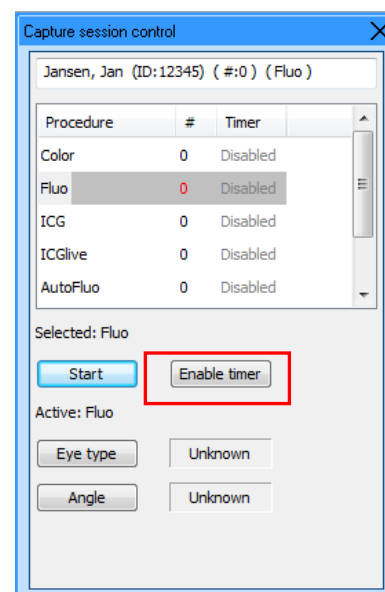 Capture session control
Jansen, Jan (ID:12345) ( #:0 ) ( Fluo )
Procedure # Timer
Color 0 Disabled
Fluo 0 Disabled
ICG 0 Disabled
ICGlive 0 Disabled
AutoFluo 0 Disabled
Selected: Fluo
Start Enable timer
Active: Fluo
Eye type Unknown
Angle Unknown